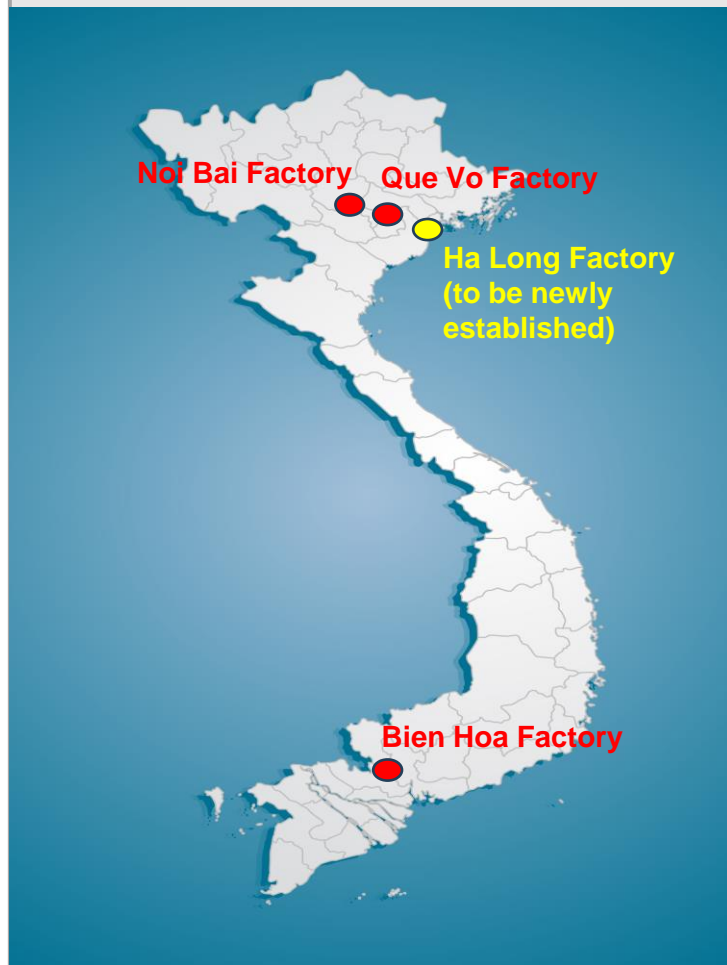 Noi Bai Factory
Que Vo Factory
Ha Long Factory
(to be newly
established)
Bien Hoa Factory